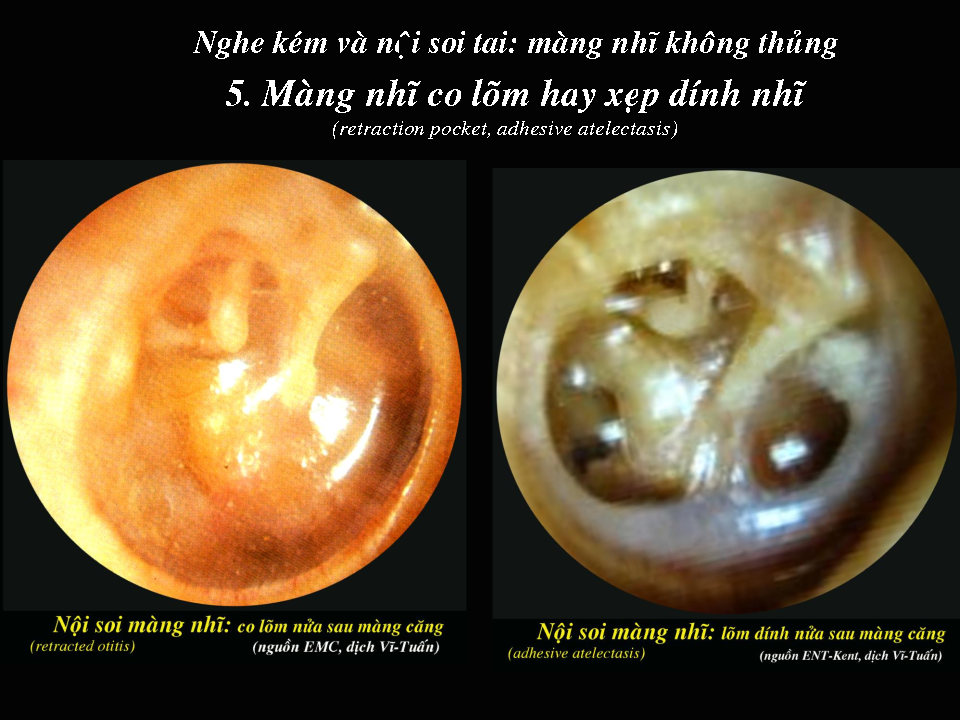 Nghe kém và nội soi tai: màng nhĩ không thủng
5. Màng nhĩ co lõm hay xẹp dính nhĩ
(retraction pocket, adhesive atelectasis)
Nội soi màng nhĩ: co lõm nửa sau màng căng
(retracted otitis) (nguồn EMC, dịch Vĩ-Tuấn)
Nội soi màng nhĩ: lõm dính nửa sau màng căng
(adhesive atelectasis) (nguồn ENT-Kent, dịch Vĩ-Tuấn)